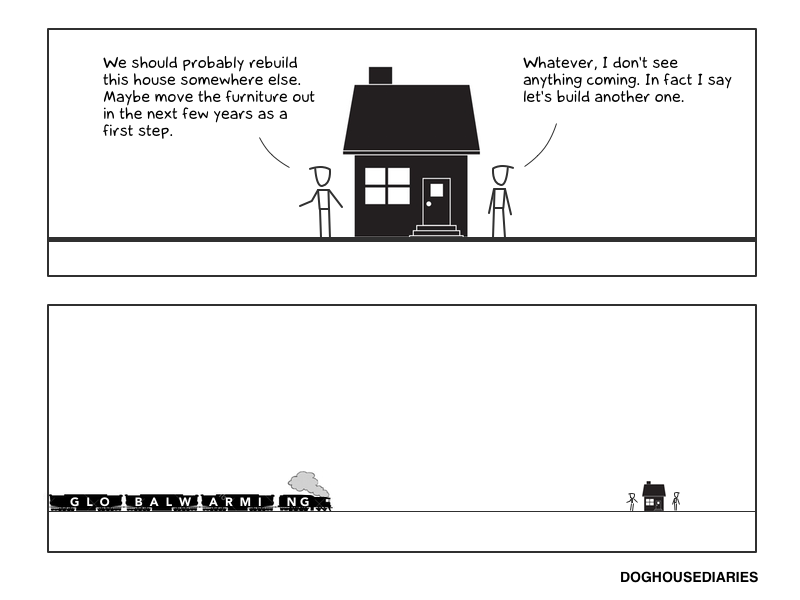 We should probably rebuild
this house somewhere else.
Maybe move the furniture out
in the next few years as a
first step.
Whatever, I don't see
anything coming. In fact I say
let's build another one.
GLO BALW ARMI NG
DOGHOUSEDIARIES